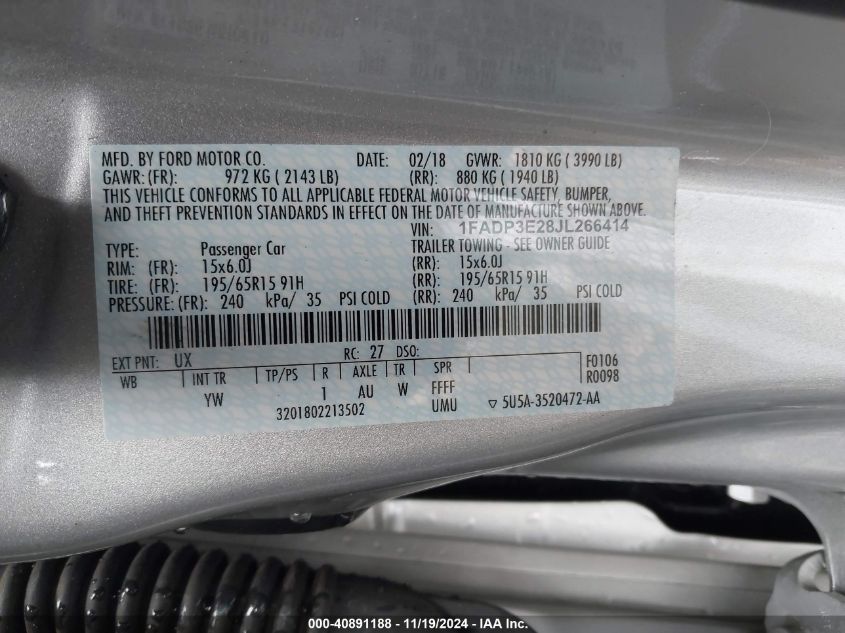 MFD. BY FORD MOTOR CO. DATE: 02/18 GVWR: 1810 KG ( 3990 LB)
GAWR: (FR): 972 KG ( 2143 LB) (RR): 880 KG ( 1940 LB)
THIS VEHICLE CONFORMS TO ALL APPLICABLE FEDERAL MOTOR VEHICLE SAFETY, BUMPER,
AND THEFT PREVENTION STANDARDS IN EFFECT ON THE DATE OF MANUFACTURE SHOWN ABOVE.
VIN: 1FADP3E28JL266414
TYPE: Passenger Car TRAILER TOWING - SEE OWNER GUIDE
RIM: (FR): 15x6.0J (RR): 15x6.0J
TIRE: (FR): 195/65R15 91H (RR): 195/65R15 91H
PRESSURE: (FR): 240 kPa/ 35 PSI COLD (RR): 240 kPa/ 35 PSI COLD
EXT PNT: UX RC: 27 DSO:
WB INT TR TP/PS R AXLE TR SPR F0106
YW 1 AU W FFFF R0098
3201802213502 UMU ▽ 5U5A-3520472-AA
000-40891188 - 11/19/2024 - IAA Inc.